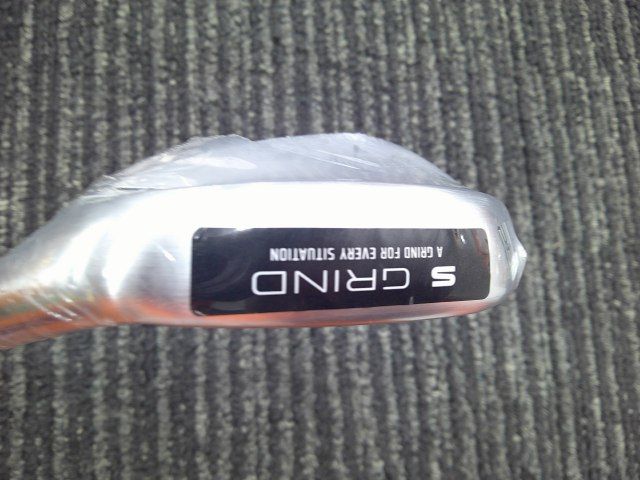 S GRIND
A GRIND FOR EVERY SITUATION